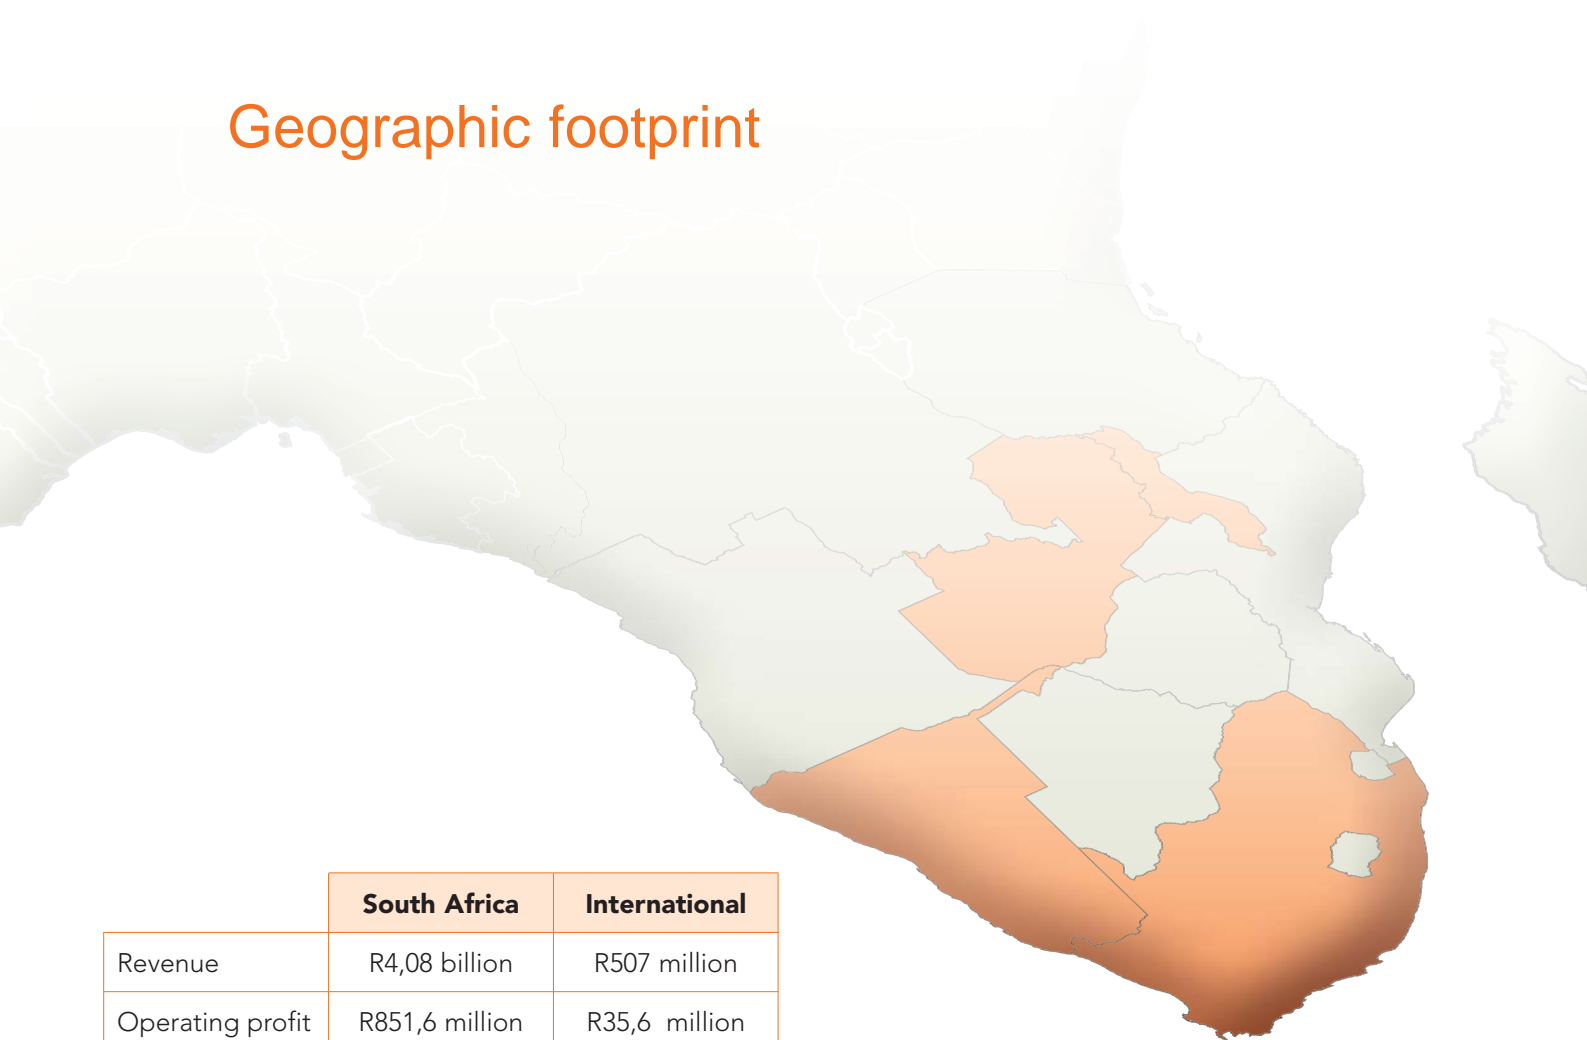 Geographic footprint
South Africa International
Revenue R4,08 billion R507 million
Operating profit R851,6 million R35,6 million